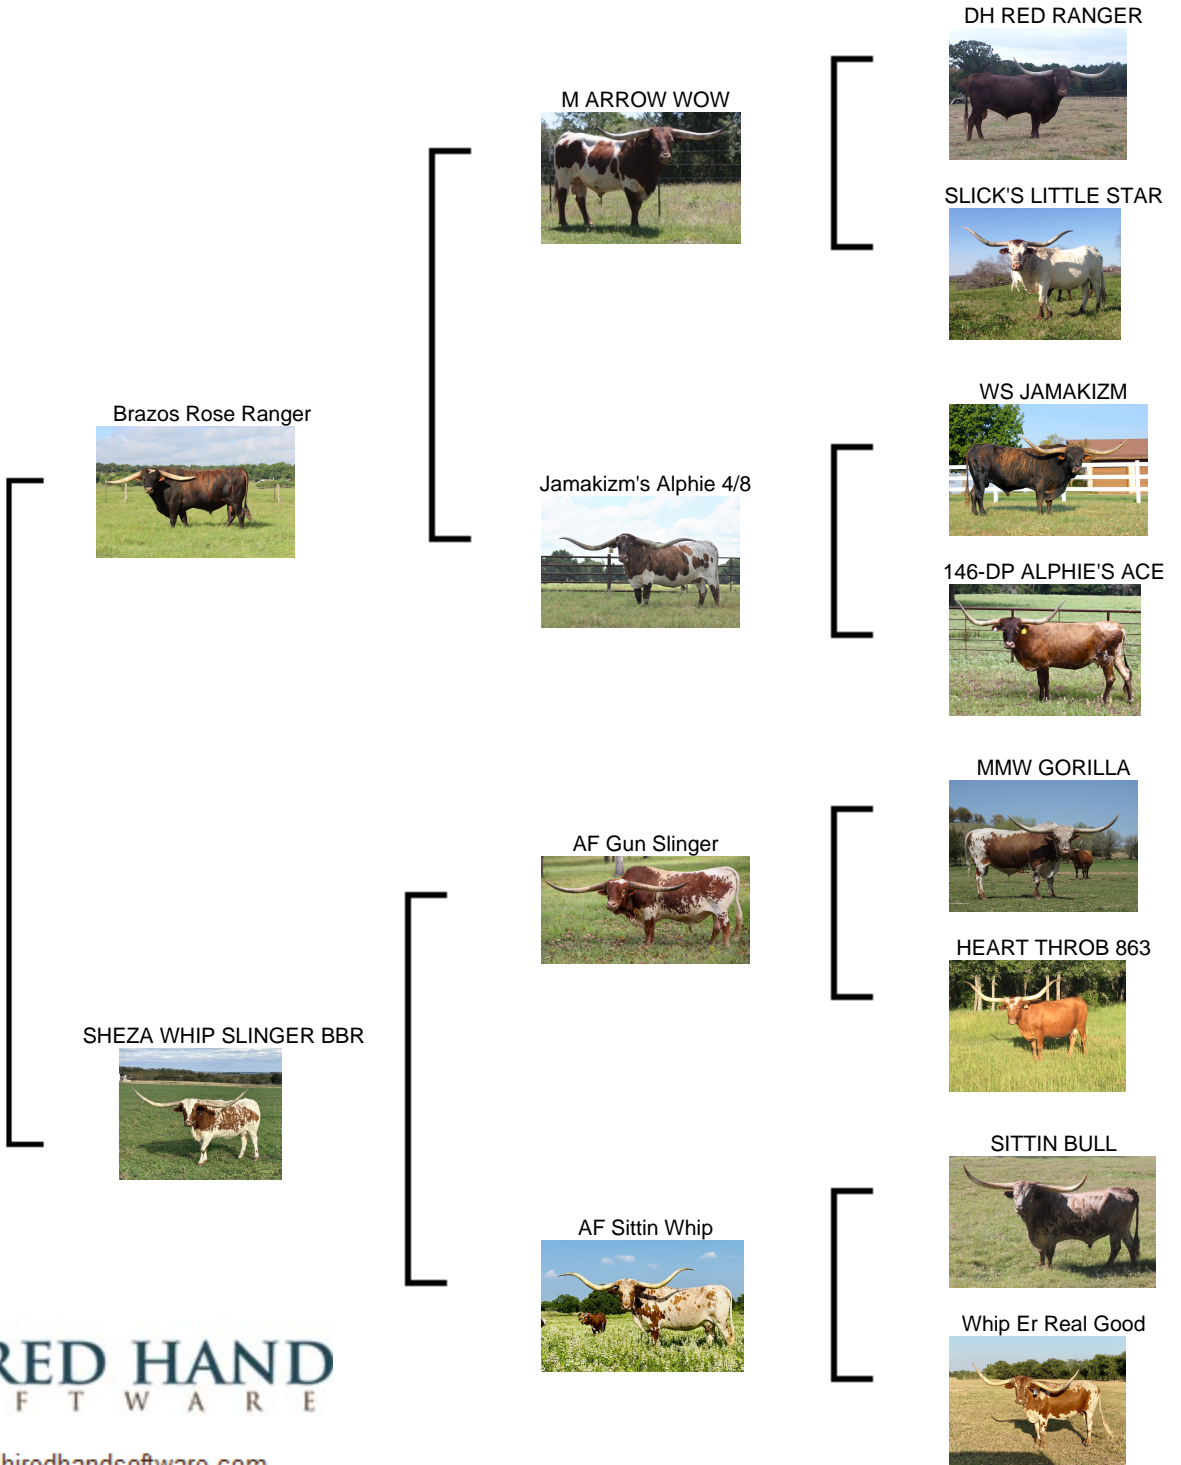 DH RED RANGER
M ARROW WOW
SLICK'S LITTLE STAR
WS JAMAKIZM
Brazos Rose Ranger
Jamakizm's Alphie 4/8
146-DP ALPHIE'S ACE
MMW GORILLA
AF Gun Slinger
HEART THROB 863
SHEZA WHIP SLINGER BBR
SITTIN BULL
AF Sittin Whip
Whip Er Real Good
RED HAND
F T W A R E
hiredhandsoftware.com